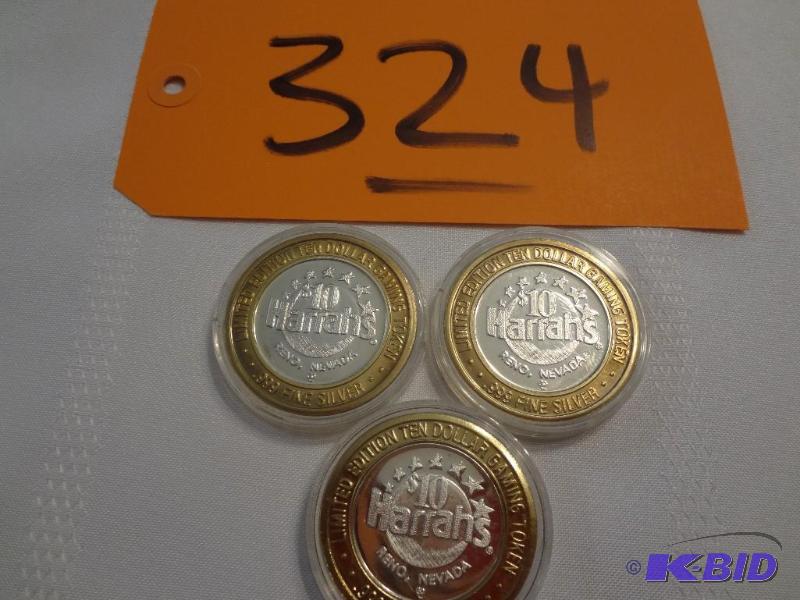 324
LIMITED EDITION TEN DOLLAR GAMING TOKEN
$10
Harrah's
RENO, NEVADA
.999 FINE SILVER
LIMITED EDITION TEN DOLLAR GAMING TOKEN
$10
Harrah's
RENO, NEVADA
.999 FINE SILVER
LIMITED EDITION TEN DOLLAR GAMING TOKEN
$10
Harrah's
RENO, NEVADA
© K-BID